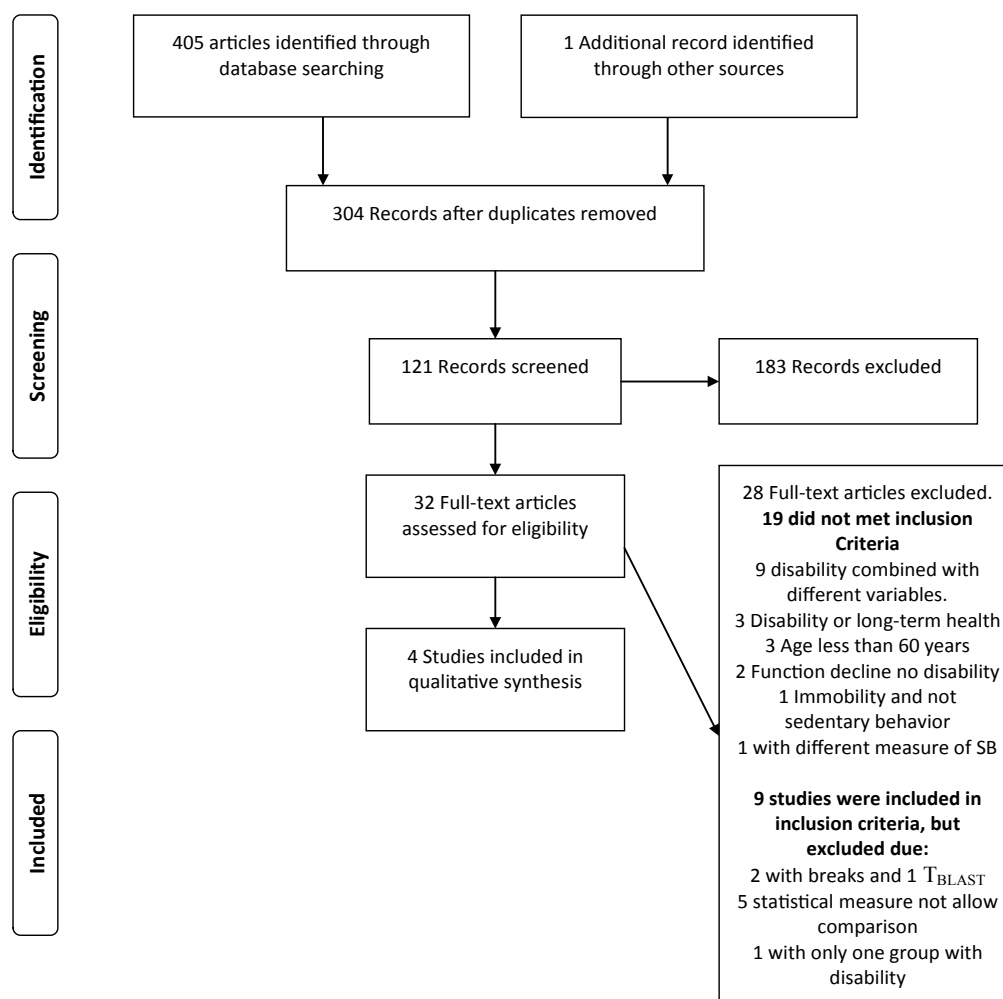 405 articles identified through
database searching
1 Additional record identified
through other sources
Identification
304 Records after duplicates removed
Screening
121 Records screened
183 Records excluded
Eligibility
32 Full-text articles
assessed for eligibility
28 Full-text articles excluded.
19 did not met inclusion
Criteria
9 disability combined with
different variables.
3 Disability or long-term health
3 Age less than 60 years
2 Function decline no disability
1 Immobility and not
sedentary behavior
1 with different measure of SB
9 studies were included in
inclusion criteria, but
excluded due:
2 with breaks and 1 TBLAST
5 statistical measure not allow
comparison
1 with only one group with
disability
4 Studies included in
qualitative synthesis
Included